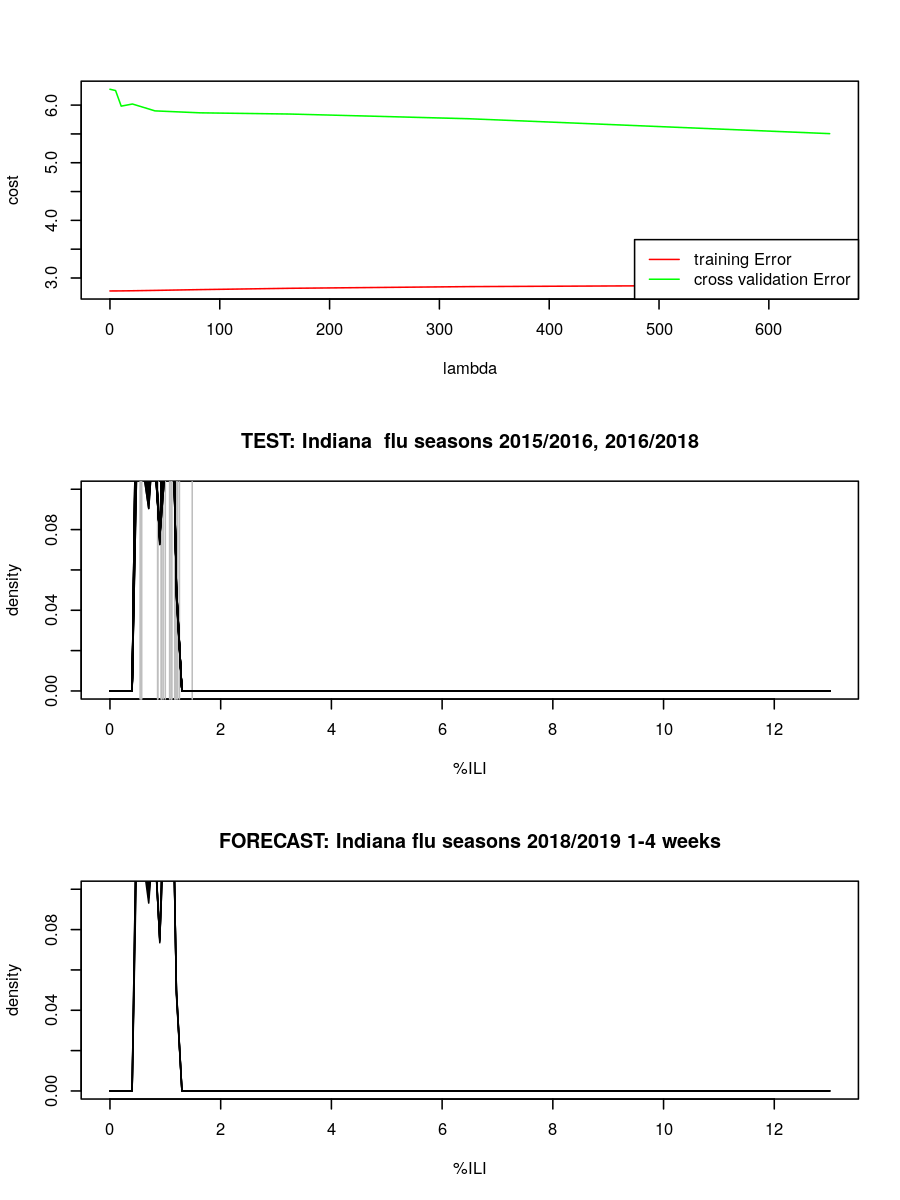 cost
6.0
5.0
4.0
3.0
training Error
cross validation Error
0 100 200 300 400 500 600
lambda
TEST: Indiana  flu seasons 2015/2016, 2016/2018
density
0.08
0.04
0.00
0 2 4 6 8 10 12
%ILI
FORECAST: Indiana flu seasons 2018/2019 1-4 weeks
density
0.08
0.04
0.00
0 2 4 6 8 10 12
%ILI